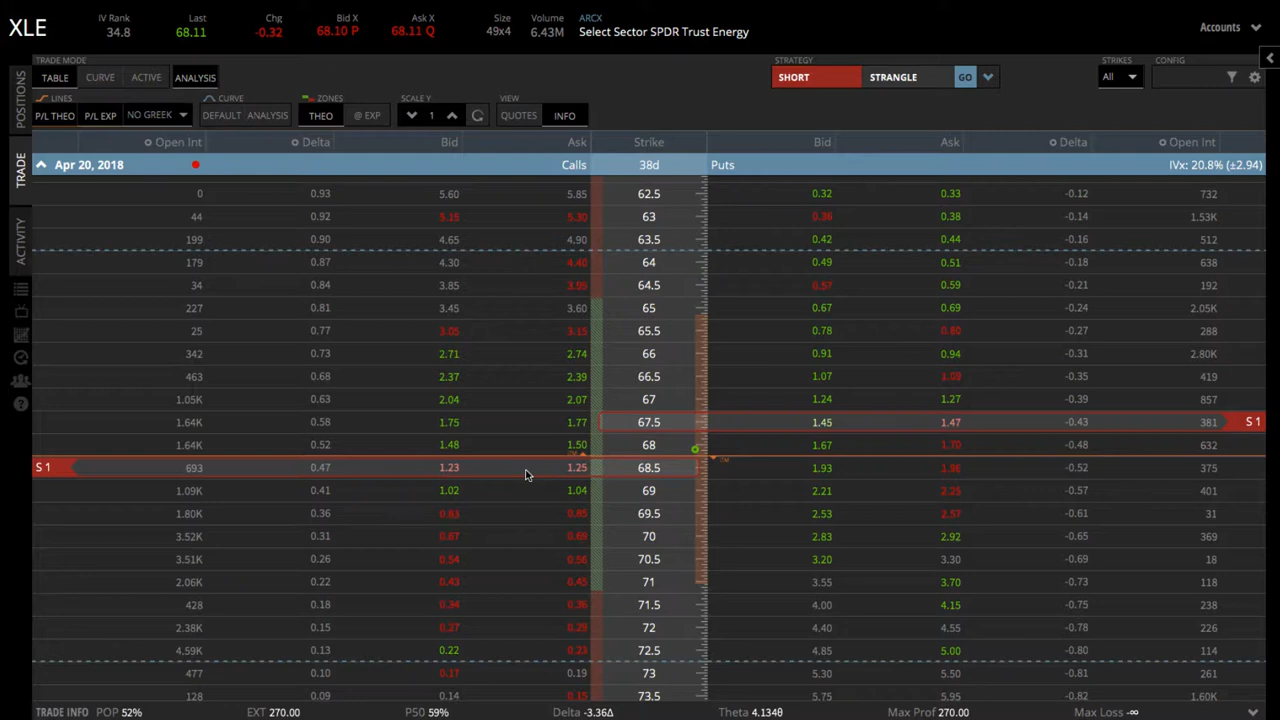 XLE
IV Rank Last Chg Bid X Ask X Size Volume ARCX
34.8 68.11 -0.32 68.10 P 68.11 Q 49x4 6.43M Select Sector SPDR Trust Energy
Accounts
TRADE MODE STRATEGY STRIKES CONFIG
TABLE CURVE ACTIVE ANALYSIS SHORT STRANGLE GO All
LINES CURVE ZONES SCALE Y VIEW
P/L THEO P/L EXP NO GREEK DEFAULT ANALYSIS THEO @ EXP 1 QUOTES INFO
POSITIONS
TRADE
ACTIVITY
Open Int Delta Bid Ask Strike Bid Ask Delta Open Int
Apr 20, 2018 Calls 38d Puts IVx: 20.8% (±2.94)
0 0.93 5.60 5.85 62.5 0.32 0.33 -0.12 732
44 0.92 5.15 5.30 63 0.36 0.38 -0.14 1.53K
199 0.90 4.65 4.90 63.5 0.42 0.44 -0.16 512
179 0.87 4.30 4.40 64 0.49 0.51 -0.18 638
34 0.84 3.85 3.95 64.5 0.57 0.59 -0.21 192
227 0.81 3.45 3.60 65 0.67 0.69 -0.24 2.05K
25 0.77 3.05 3.15 65.5 0.78 0.80 -0.27 288
342 0.73 2.71 2.74 66 0.91 0.94 -0.31 2.80K
463 0.68 2.37 2.39 66.5 1.07 1.09 -0.35 419
1.05K 0.63 2.04 2.07 67 1.24 1.27 -0.39 857
1.64K 0.57 1.75 1.77 67.5 1.45 1.47 -0.43 381 S 1
1.64K 0.52 1.48 1.50 68 1.67 1.70 -0.48 632
ITM ITM
S 1 693 0.47 1.23 1.25 68.5 1.93 1.96 -0.52 375
1.09K 0.41 1.02 1.04 69 2.21 2.25 -0.57 401
1.80K 0.36 0.83 0.85 69.5 2.53 2.57 -0.61 31
3.52K 0.31 0.67 0.69 70 2.83 2.92 -0.65 369
3.51K 0.26 0.54 0.56 70.5 3.20 3.30 -0.69 18
2.06K 0.22 0.43 0.45 71 3.55 3.70 -0.73 118
428 0.18 0.34 0.36 71.5 4.00 4.15 -0.75 238
2.38K 0.15 0.27 0.29 72 4.40 4.55 -0.78 226
4.59K 0.13 0.22 0.23 72.5 4.85 5.00 -0.80 114
477 0.11 0.17 0.19 73 5.30 5.50 -0.81 261
128 0.09 0.14 0.15 73.5 5.75 5.95 -0.82 1.60K
TRADE INFO POP 52% EXT 270.00 P50 59% Delta -3.36Δ Theta 4.134θ Max Prof 270.00 Max Loss -∞